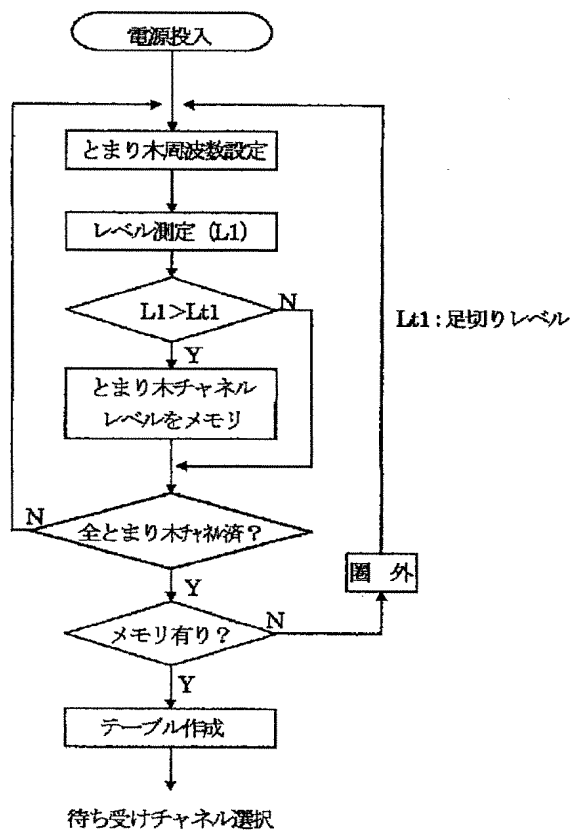 電源投入
とまり木周波数設定
レベル測定 (L1)
L1>Lt1
N
Lt1 : 足切りレベル
Y
とまり木チャネル
レベルをメモリ
N
全とまり木チャネル済？
圏 外
Y
メモリ有り？
N
Y
テーブル作成
待ち受けチャネル選択